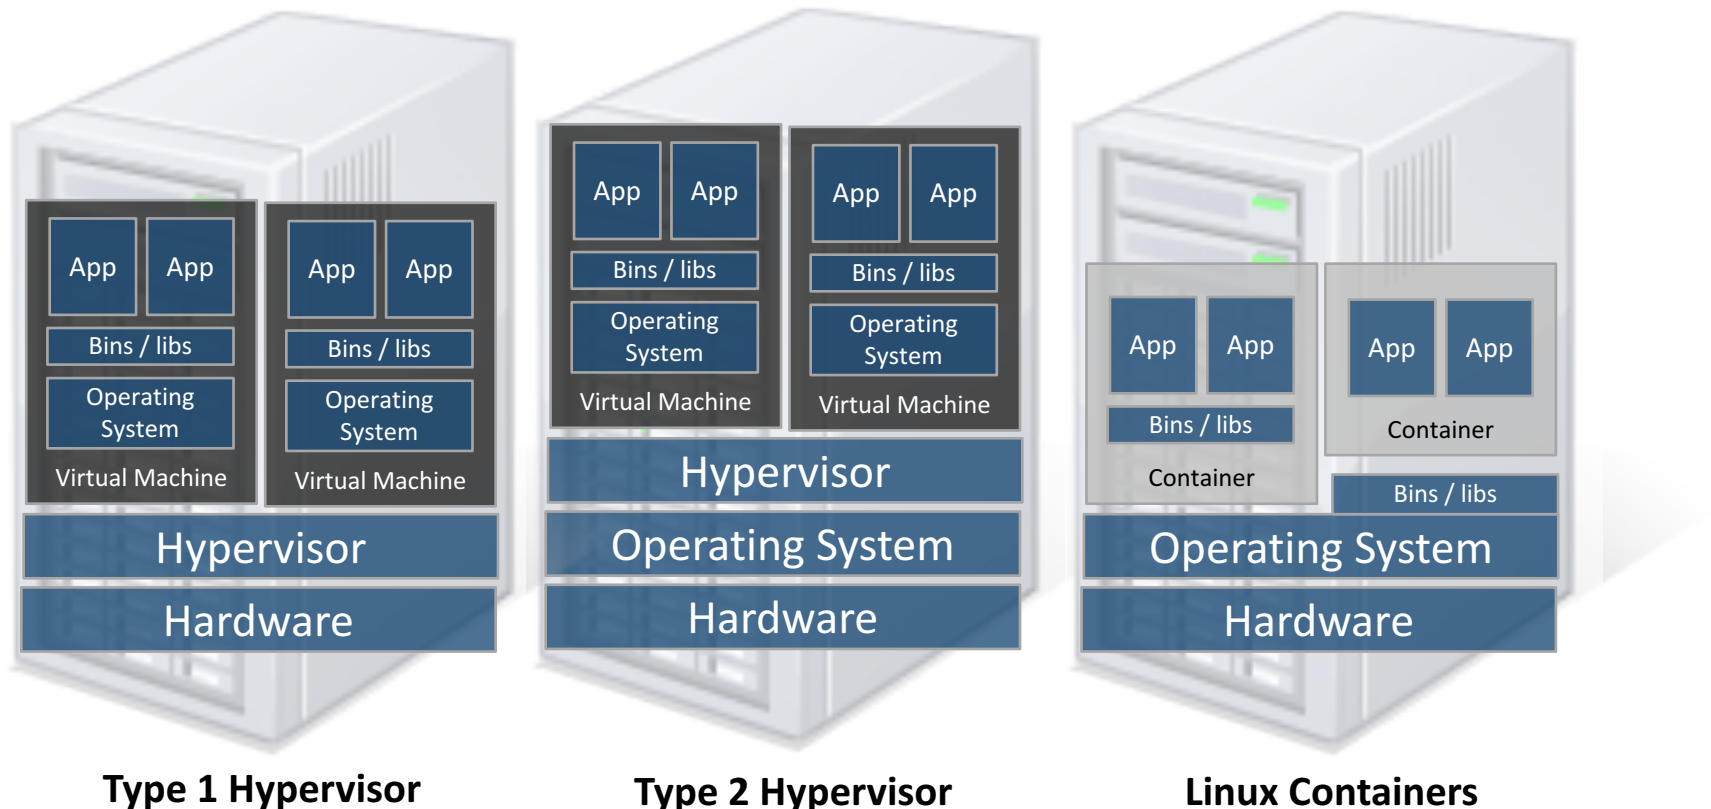 App
App
Bins / libs
Operating
System
Virtual Machine
App
App
Bins / libs
Operating
System
Virtual Machine
Hypervisor
Hardware
Type 1 Hypervisor
App
App
Bins / libs
Operating
System
Virtual Machine
App
App
Bins / libs
Operating
System
Virtual Machine
Hypervisor
Operating System
Hardware
Type 2 Hypervisor
App
App
Bins / libs
Container
App
App
Container
Bins / libs
Operating System
Hardware
Linux Containers